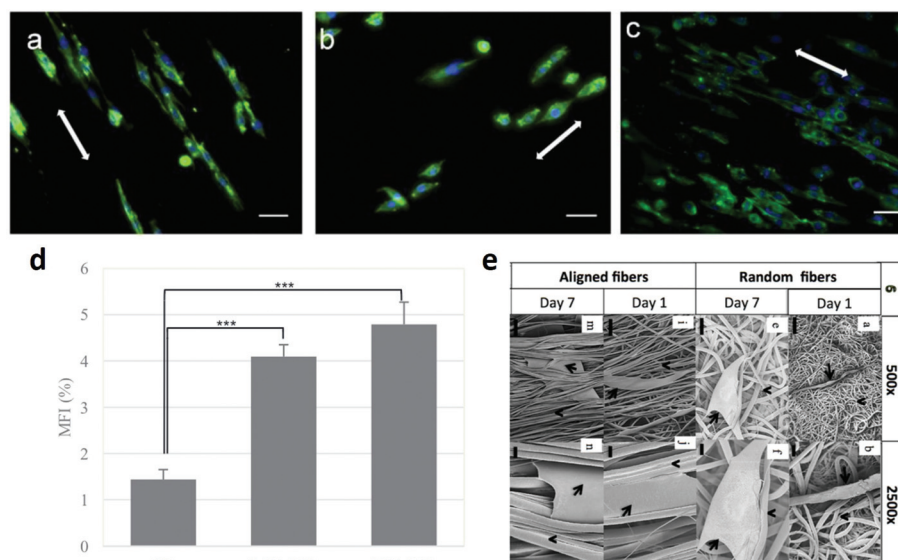 a
b
c
d
6
5
4
3
2
1
0
MFI (%)
***
***
e
Aligned fibers
Random fibers
6
Day 7
Day 1
Day 7
Day 1
m
i
e
a
500x
n
j
f
b
2500x